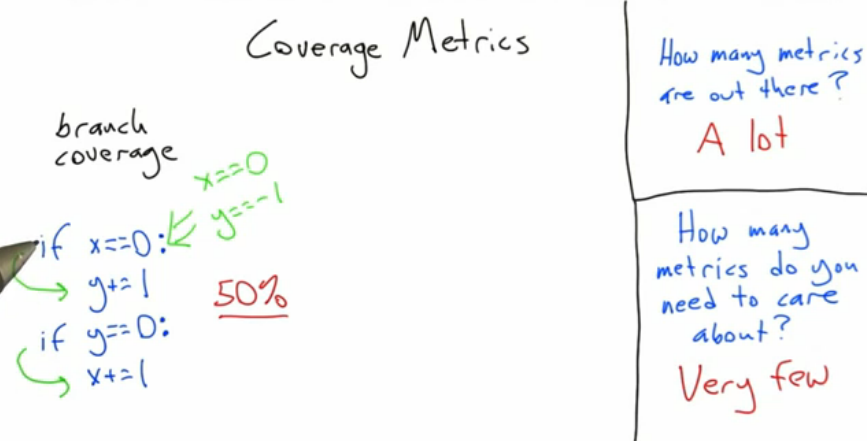 Coverage Metrics
branch
coverage
x==0
y==-1
if x==0:
y+=1
if y==0:
x+=1
50%
How many metrics
are out there?
A lot
How many
metrics do you
need to care
about?
Very few